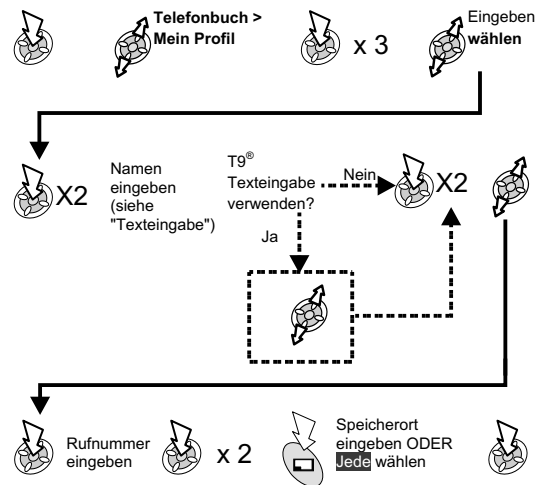 Telefonbuch >
Mein Profil
x 3
Eingeben
wählen
X2
Namen
eingeben
(siehe
"Texteingabe")
T9®
Texteingabe
verwenden?
Nein
X2
Ja
Rufnummer
eingeben
x 2
Speicherort
eingeben ODER
Jede wählen